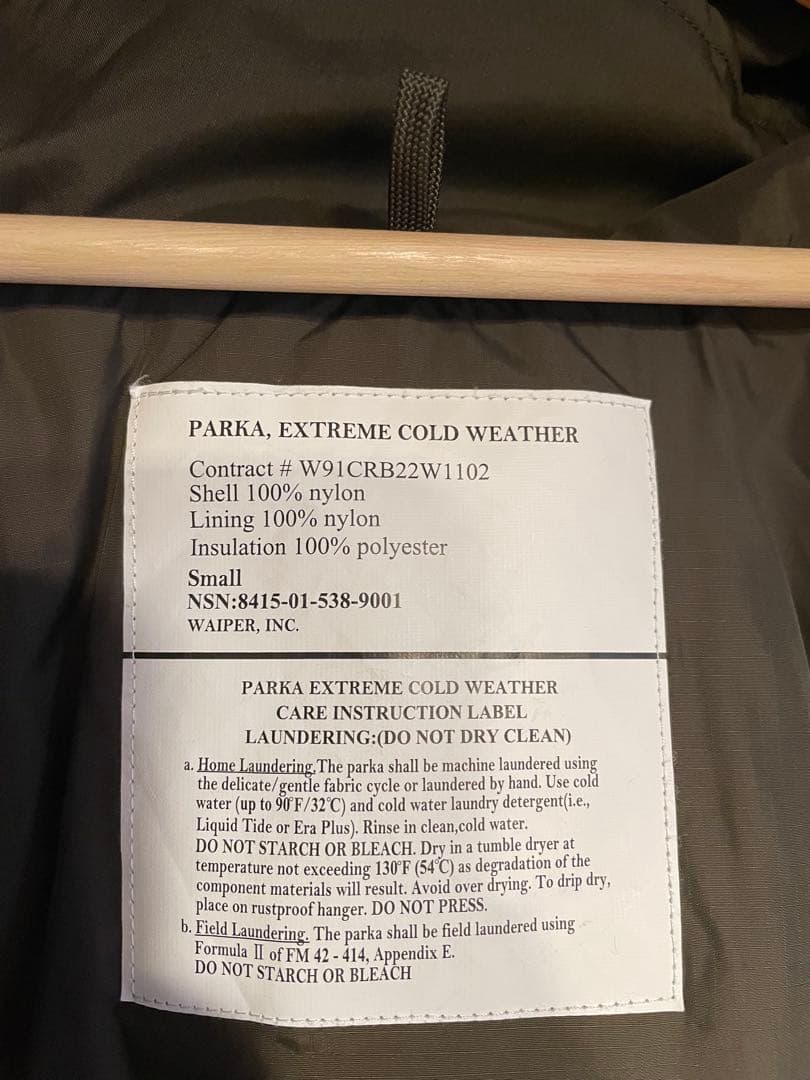 PARKA, EXTREME COLD WEATHER
Contract # W91CRB22W1102
Shell 100% nylon
Lining 100% nylon
Insulation 100% polyester
Small
NSN:8415-01-538-9001
WAIPER, INC.
PARKA EXTREME COLD WEATHER
CARE INSTRUCTION LABEL
LAUNDERING:(DO NOT DRY CLEAN)
a. Home Laundering.The parka shall be machine laundered using
the delicate/gentle fabric cycle or laundered by hand. Use cold
water (up to 90°F/32°C) and cold water laundry detergent(i.e.,
Liquid Tide or Era Plus). Rinse in clean,cold water.
DO NOT STARCH OR BLEACH. Dry in a tumble dryer at
temperature not exceeding 130°F (54°C) as degradation of the
component materials will result. Avoid over drying. To drip dry,
place on rustproof hanger. DO NOT PRESS.
b. Field Laundering. The parka shall be field laundered using
Formula II of FM 42 - 414, Appendix E.
DO NOT STARCH OR BLEACH